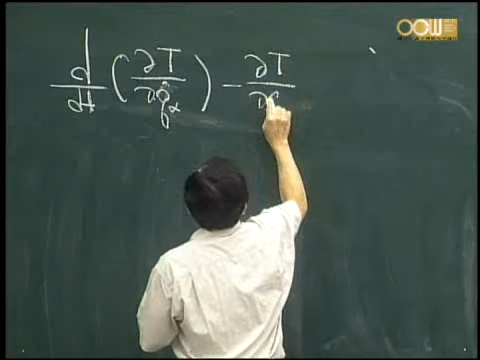 OCW
d/dt (∂T/∂q̇^α) − ∂T/∂